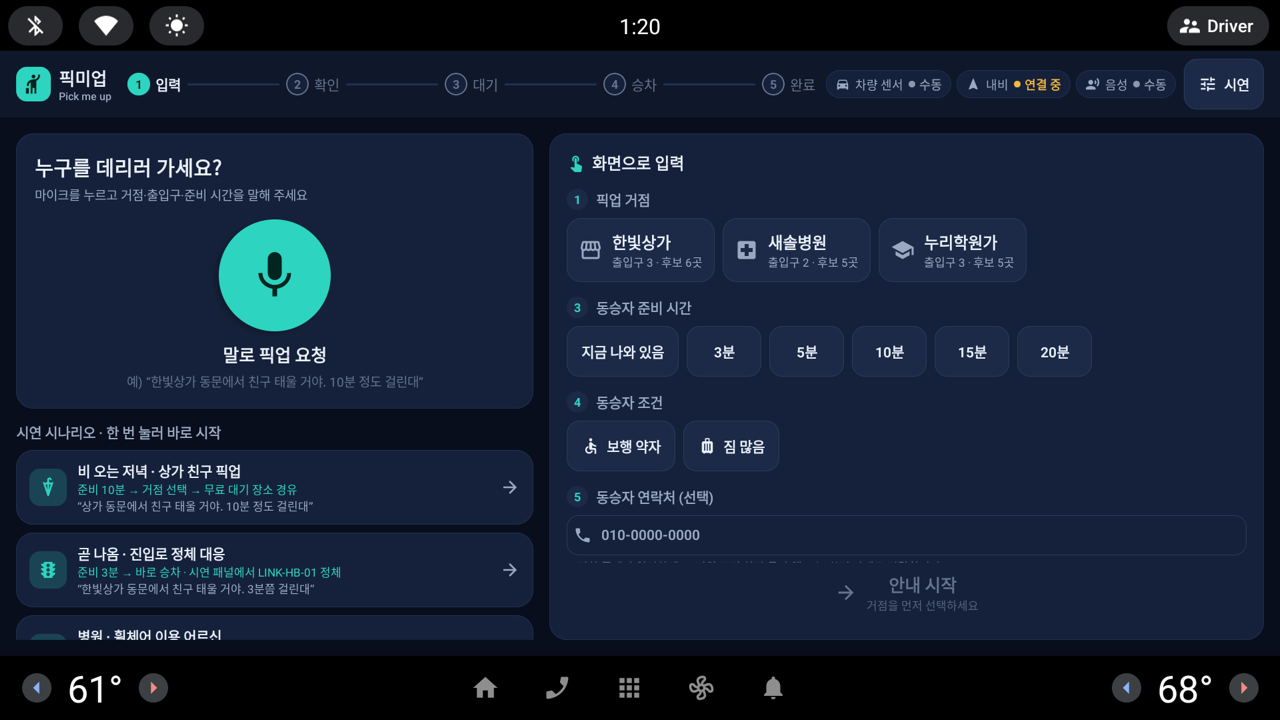 1:20
Driver
픽미업
Pick me up
1 입력
2 확인
3 대기
4 승차
5 완료
차량 센서 수동
내비 연결 중
음성 수동
시연
누구를 데리러 가세요?
마이크를 누르고 거점·출입구·준비 시간을 말해 주세요
말로 픽업 요청
예) “한빛상가 동문에서 친구 태울 거야. 10분 정도 걸린대”
시연 시나리오 · 한 번 눌러 바로 시작
비 오는 저녁 · 상가 친구 픽업
준비 10분 → 거점 선택 → 무료 대기 장소 경유
“상가 동문에서 친구 태울 거야. 10분 정도 걸린대”
곧 나옴 · 진입로 정체 대응
준비 3분 → 바로 승차 · 시연 패널에서 LINK-HB-01 정체
“한빛상가 동문에서 친구 태울 거야. 3분쯤 걸린대”
병원 · 휠체어 이용 어르신
화면으로 입력
1 픽업 거점
한빛상가
출입구 3 · 후보 6곳
새솔병원
출입구 2 · 후보 5곳
누리학원가
출입구 3 · 후보 5곳
3 동승자 준비 시간
지금 나와 있음
3분
5분
10분
15분
20분
4 동승자 조건
보행 약자
짐 많음
5 동승자 연락처 (선택)
010-0000-0000
안내 시작
거점을 먼저 선택하세요
61°
68°